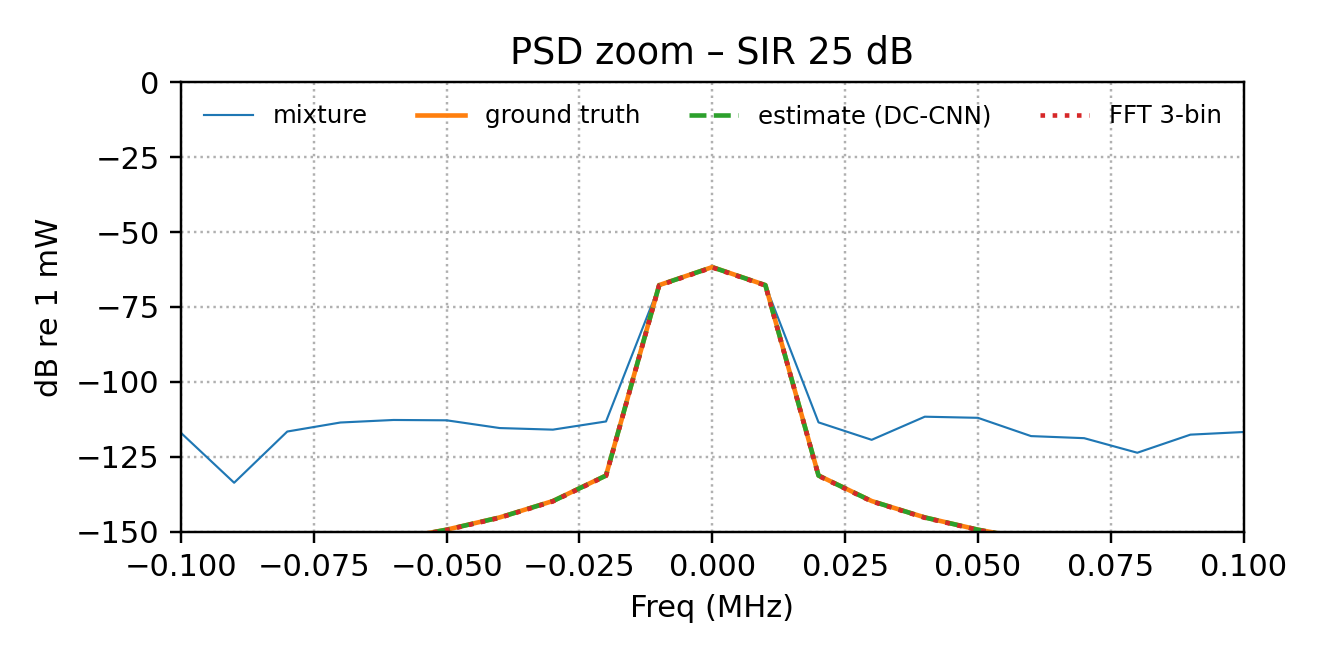 PSD zoom – SIR 25 dB
mixture ground truth estimate (DC-CNN) FFT 3-bin
dB re 1 mW
0
−25
−50
−75
−100
−125
−150
−0.100 −0.075 −0.050 −0.025 0.000 0.025 0.050 0.075 0.100
Freq (MHz)